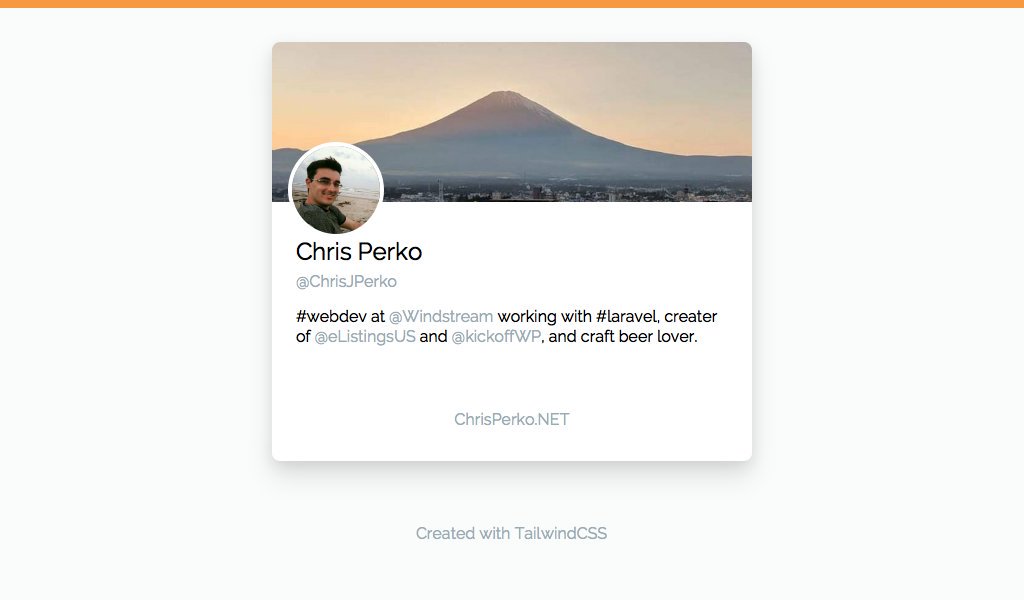 Chris Perko
@ChrisJPerko
#webdev at @Windstream working with #laravel, creater
of @eListingsUS and @kickoffWP, and craft beer lover.
ChrisPerko.NET
Created with TailwindCSS